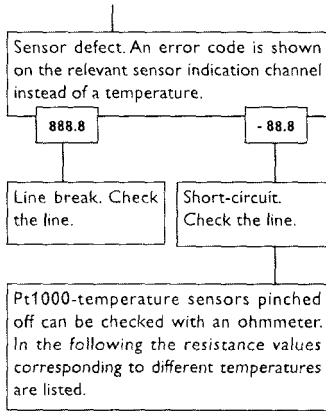 Sensor defect. An error code is shown
on the relevant sensor indication channel
instead of a temperature.
888.8
- 88.8
Line break. Check
the line.
Short-circuit.
Check the line.
Pt1000-temperature sensors pinched
off can be checked with an ohmmeter.
In the following the resistance values
corresponding to different temperatures
are listed.